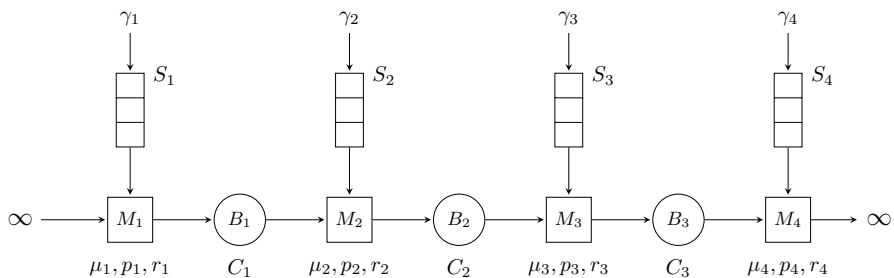 γ₁ γ₂ γ₃ γ₄
S₁ S₂ S₃ S₄
∞ M₁ B₁ M₂ B₂ M₃ B₃ M₄ ∞
μ₁, p₁, r₁ C₁ μ₂, p₂, r₂ C₂ μ₃, p₃, r₃ C₃ μ₄, p₄, r₄